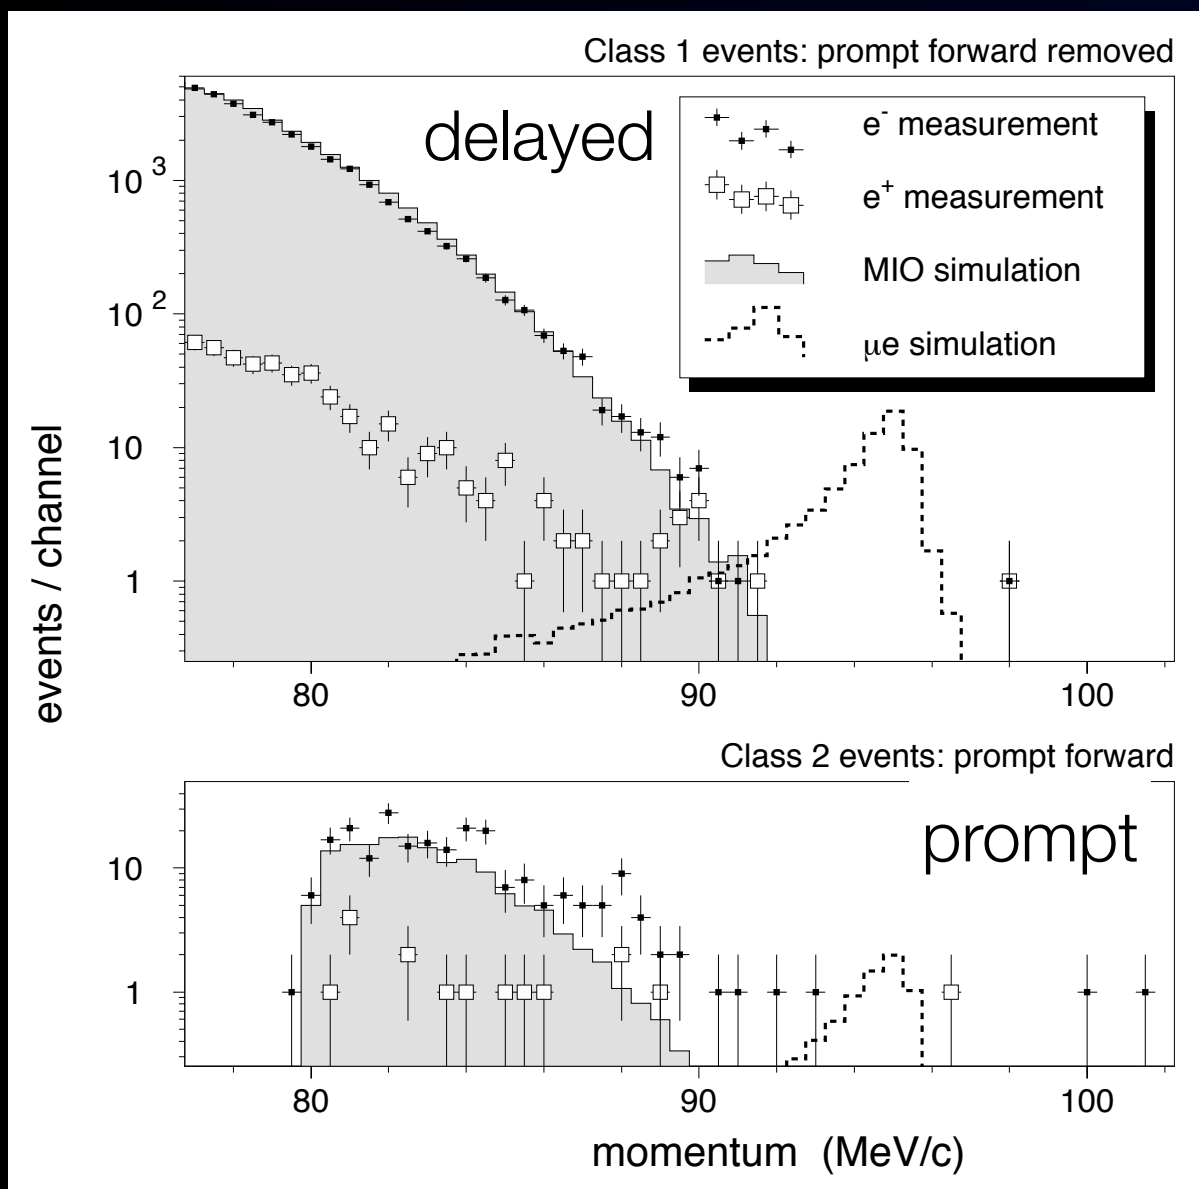 Class 1 events: prompt forward removed
delayed
e⁻ measurement
e⁺ measurement
MIO simulation
μe simulation
events / channel
10³
10²
10
1
80
90
100
Class 2 events: prompt forward
prompt
10
1
80
90
100
momentum (MeV/c)